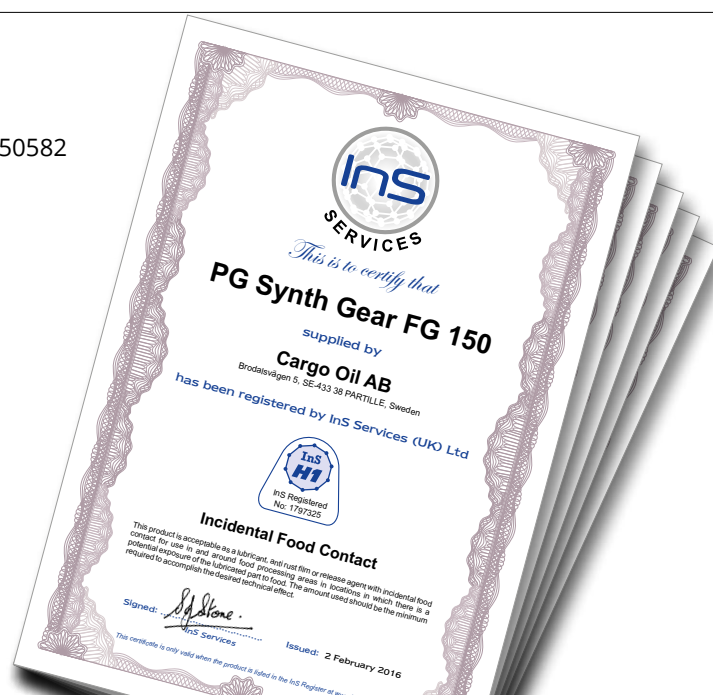 50582
InS
SERVICES
This is to certify that
PG Synth Gear FG 150
supplied by
Cargo Oil AB
Brodalsvägen 5, SE-433 38 PARTILLE, Sweden
has been registered by InS Services (UK) Ltd
InS
H1
InS Registered
No: 1797325
Incidental Food Contact
This product is acceptable as a lubricant, anti rust film or release agent with incidental food
contact for use in and around food processing areas in locations in which there is a
potential exposure of the lubricated part to food. The amount used should be the minimum
required to accomplish the desired technical effect.
Signed:
InS Services
Issued: 2 February 2016
This certificate is only valid when the product is listed in the InS Register at